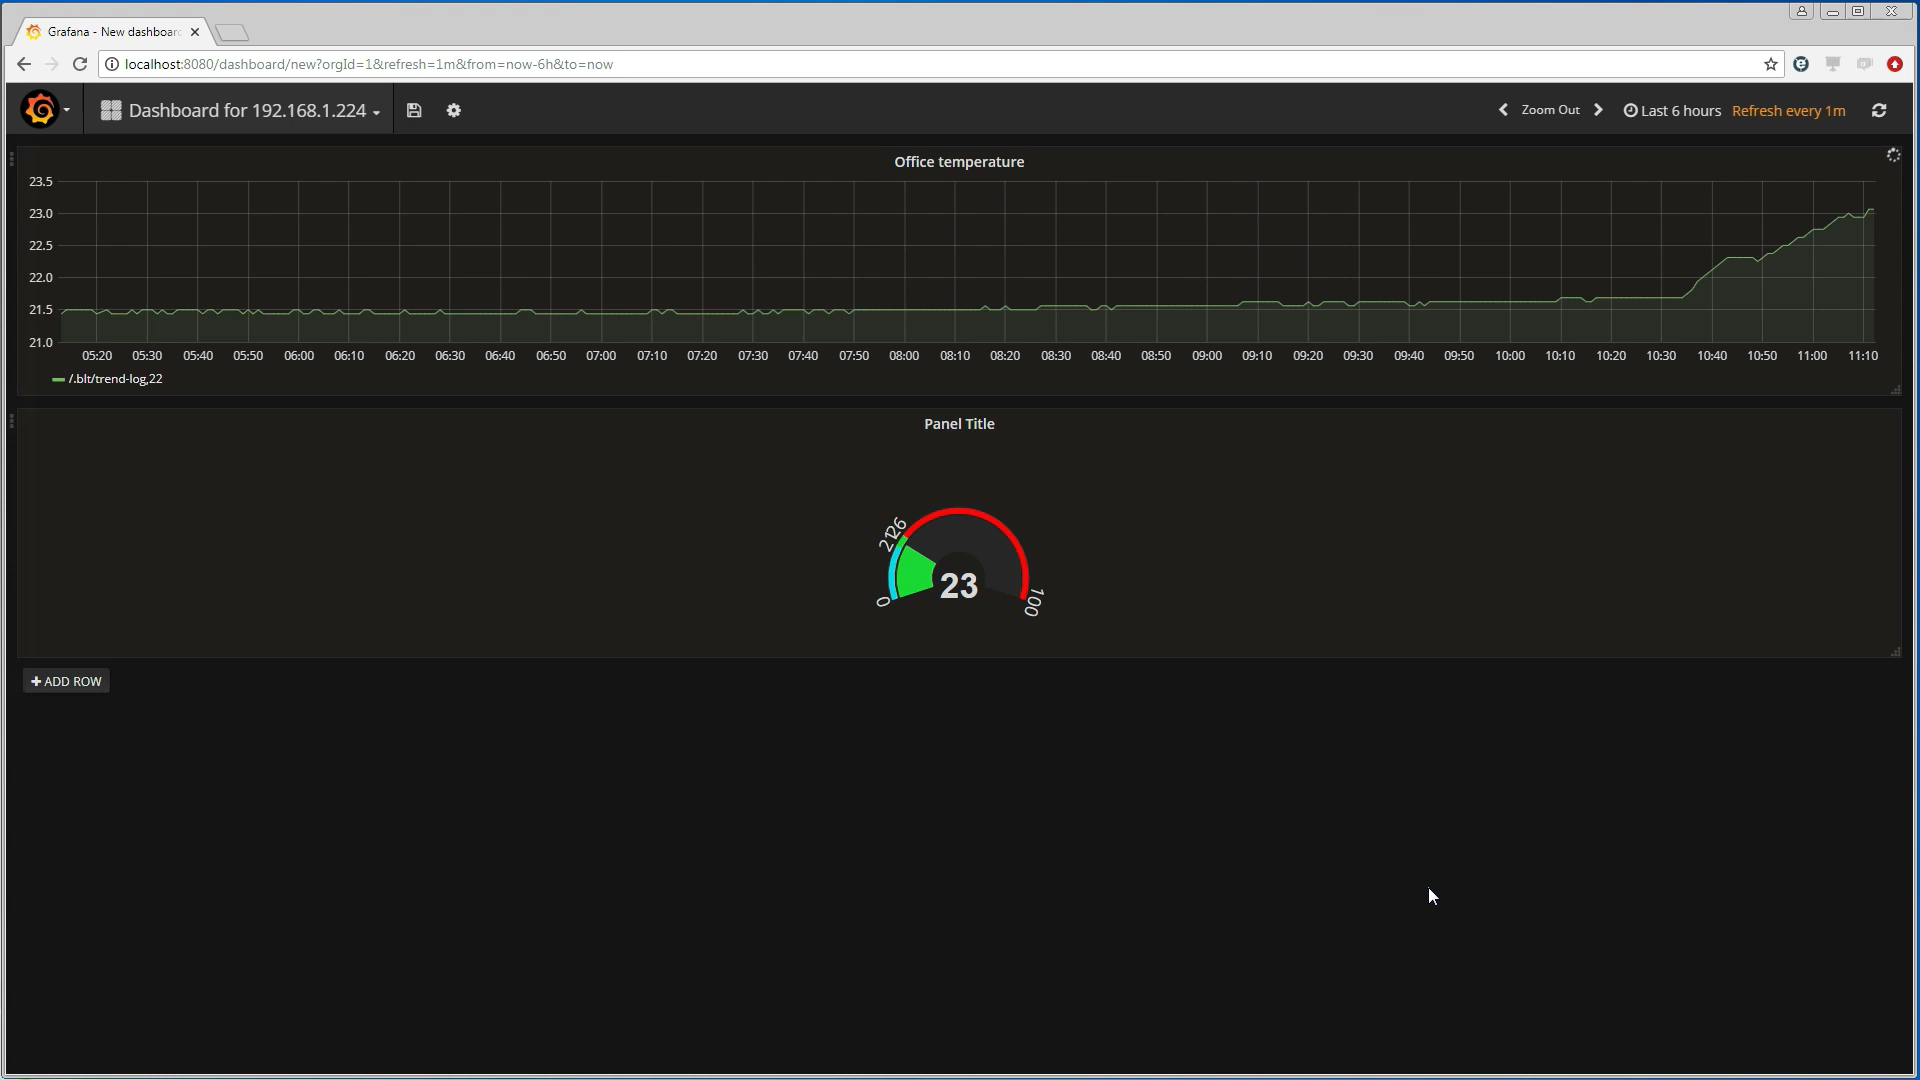 Grafana - New dashboar
localhost:8080/dashboard/new?orgId=1&refresh=1m&from=now-6h&to=now
Dashboard for 192.168.1.224
Zoom Out
Last 6 hours
Refresh every 1m
Office temperature
23.5
23.0
22.5
22.0
21.5
21.0
05:20 05:30 05:40 05:50 06:00 06:10 06:20 06:30 06:40 06:50 07:00 07:10 07:20 07:30 07:40 07:50 08:00 08:10 08:20 08:30 08:40 08:50 09:00 09:10 09:20 09:30 09:40 09:50 10:00 10:10 10:20 10:30 10:40 10:50 11:00 11:10
/.blt/trend-log,22
Panel Title
21 26
0
23
100
ADD ROW